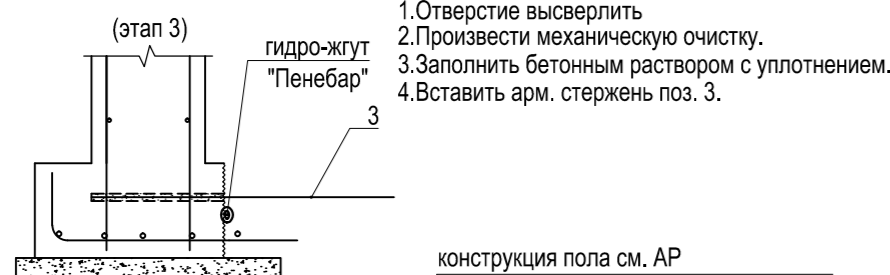 1.Отверстие высверлить
2.Произвести механическую очистку.
3.Заполнить бетонным раствором с уплотнением.
4.Вставить арм. стержень поз. 3.
(этап 3)
гидро-жгут
"Пенебар"
3
конструкция пола см. АР